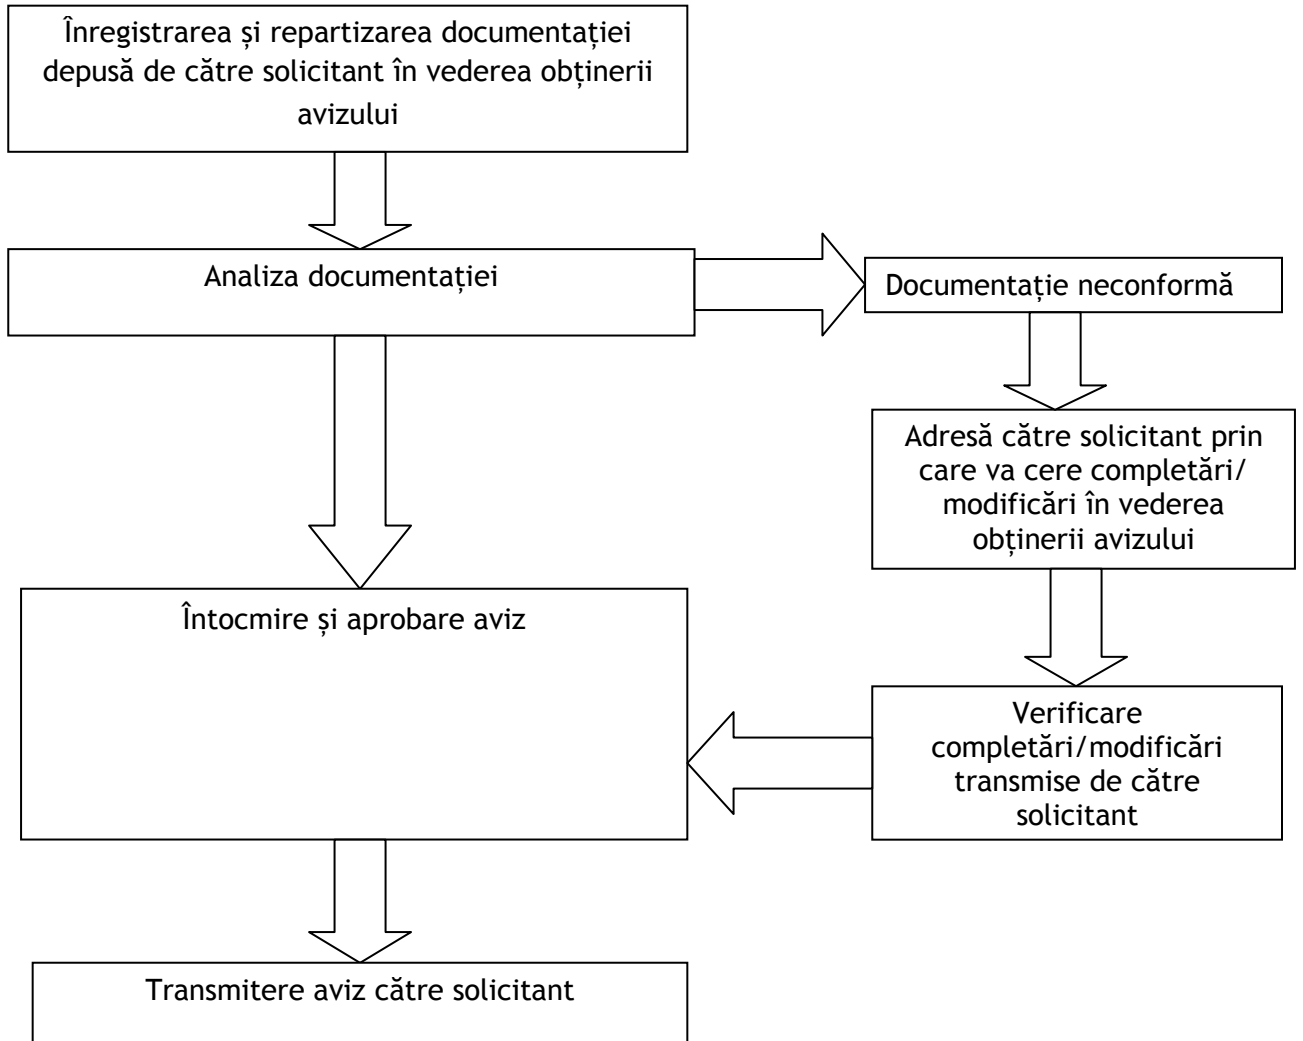 Înregistrarea și repartizarea documentației
depusă de către solicitant în vederea obținerii
avizului
Analiza documentației
Documentație neconformă
Adresă către solicitant prin
care va cere completări/
modificări în vederea
obținerii avizului
Întocmire și aprobare aviz
Verificare
completări/modificări
transmise de către
solicitant
Transmitere aviz către solicitant